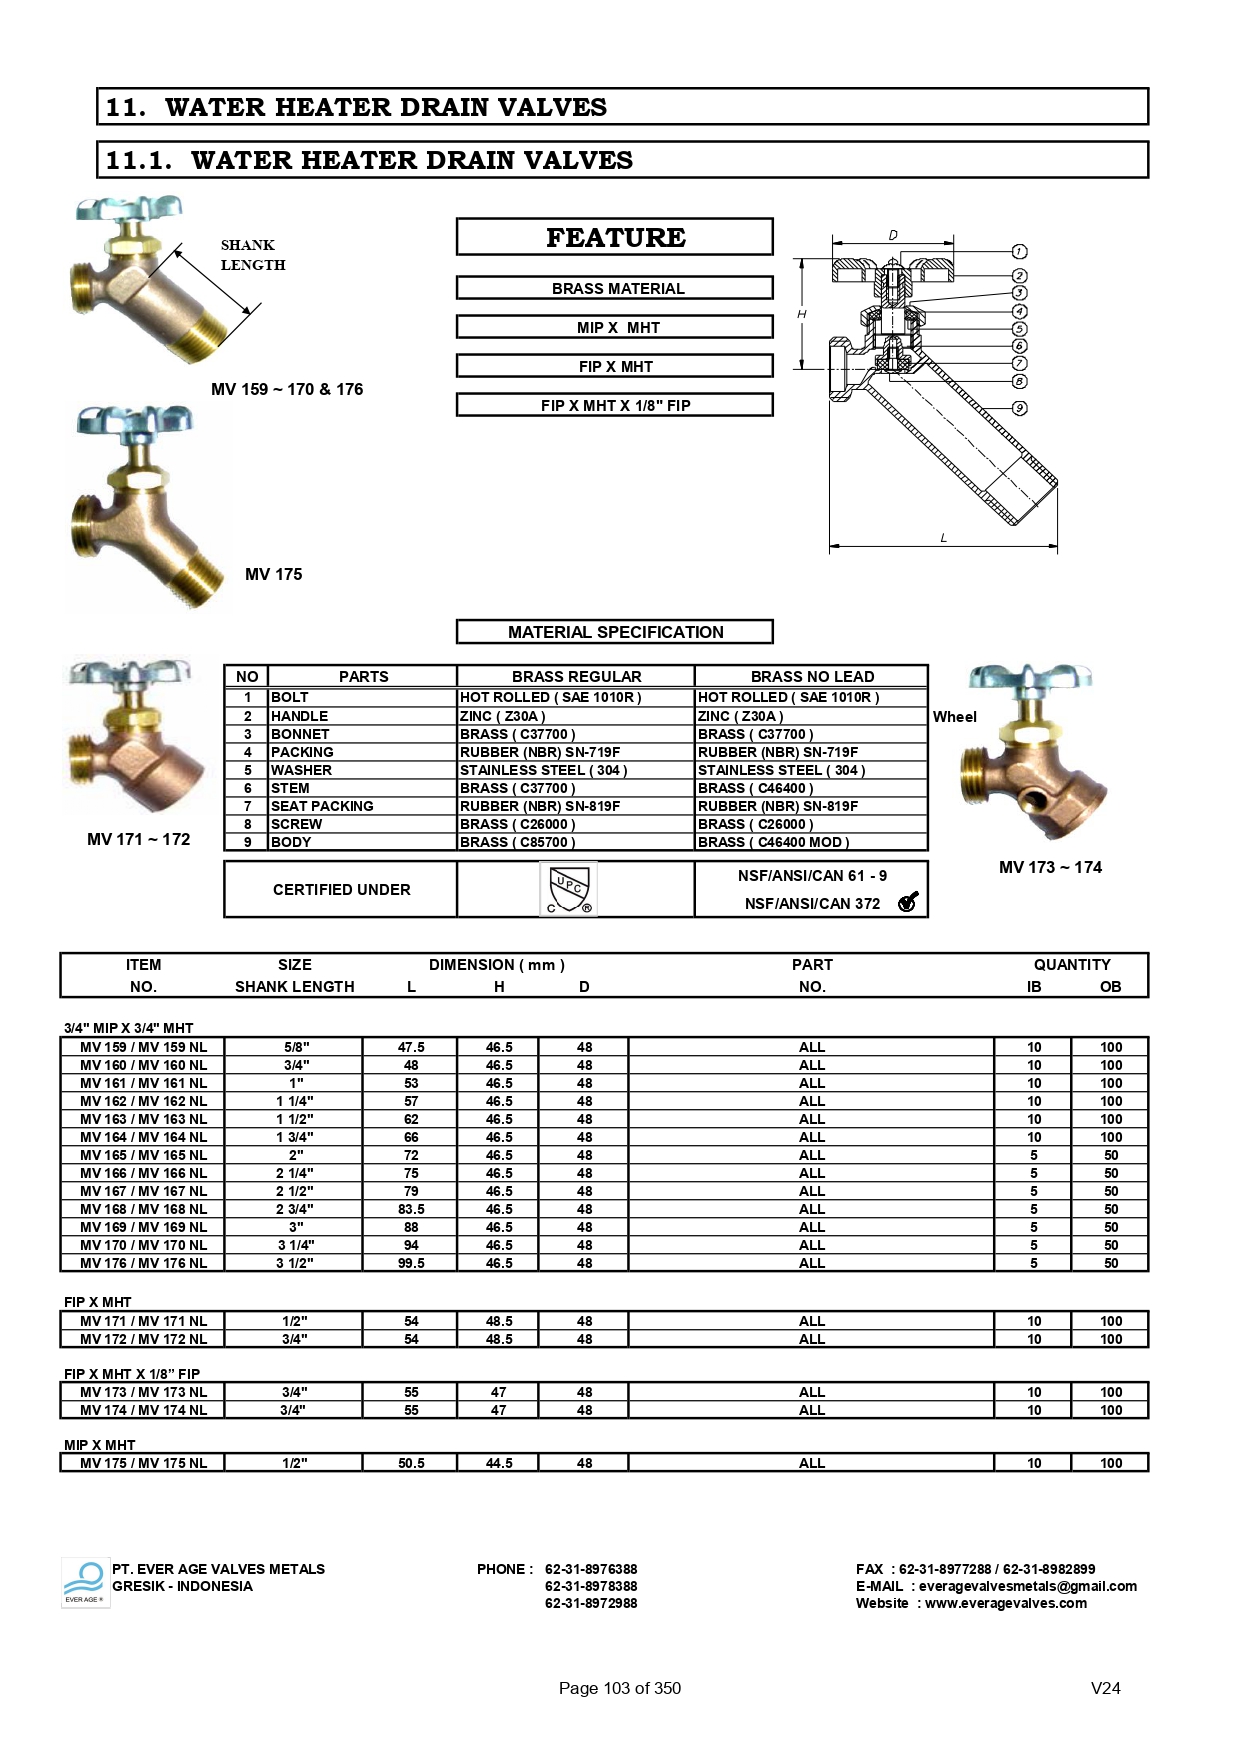 11. WATER HEATER DRAIN VALVES
11.1. WATER HEATER DRAIN VALVES
SHANK
LENGTH
MV 159 ~ 170 & 176
MV 175
FEATURE
BRASS MATERIAL
MIP X MHT
FIP X MHT
FIP X MHT X 1/8" FIP
D
H
L
1
2
3
4
5
6
7
8
9
MATERIAL SPECIFICATION
NO PARTS BRASS REGULAR BRASS NO LEAD
1 BOLT HOT ROLLED ( SAE 1010R ) HOT ROLLED ( SAE 1010R )
2 HANDLE ZINC ( Z30A ) ZINC ( Z30A ) Wheel
3 BONNET BRASS ( C37700 ) BRASS ( C37700 )
4 PACKING RUBBER (NBR) SN-719F RUBBER (NBR) SN-719F
5 WASHER STAINLESS STEEL ( 304 ) STAINLESS STEEL ( 304 )
6 STEM BRASS ( C37700 ) BRASS ( C46400 )
7 SEAT PACKING RUBBER (NBR) SN-819F RUBBER (NBR) SN-819F
8 SCREW BRASS ( C26000 ) BRASS ( C26000 )
9 BODY BRASS ( C85700 ) BRASS ( C46400 MOD )
MV 171 ~ 172
MV 173 ~ 174
CERTIFIED UNDER
UPC
C ®
NSF/ANSI/CAN 61 - 9
NSF/ANSI/CAN 372
ITEM SIZE DIMENSION ( mm ) PART QUANTITY
NO. SHANK LENGTH L H D NO. IB OB
3/4" MIP X 3/4" MHT
MV 159 / MV 159 NL 5/8" 47.5 46.5 48 ALL 10 100
MV 160 / MV 160 NL 3/4" 48 46.5 48 ALL 10 100
MV 161 / MV 161 NL 1" 53 46.5 48 ALL 10 100
MV 162 / MV 162 NL 1 1/4" 57 46.5 48 ALL 10 100
MV 163 / MV 163 NL 1 1/2" 62 46.5 48 ALL 10 100
MV 164 / MV 164 NL 1 3/4" 66 46.5 48 ALL 10 100
MV 165 / MV 165 NL 2" 72 46.5 48 ALL 5 50
MV 166 / MV 166 NL 2 1/4" 75 46.5 48 ALL 5 50
MV 167 / MV 167 NL 2 1/2" 79 46.5 48 ALL 5 50
MV 168 / MV 168 NL 2 3/4" 83.5 46.5 48 ALL 5 50
MV 169 / MV 169 NL 3" 88 46.5 48 ALL 5 50
MV 170 / MV 170 NL 3 1/4" 94 46.5 48 ALL 5 50
MV 176 / MV 176 NL 3 1/2" 99.5 46.5 48 ALL 5 50
FIP X MHT
MV 171 / MV 171 NL 1/2" 54 48.5 48 ALL 10 100
MV 172 / MV 172 NL 3/4" 54 48.5 48 ALL 10 100
FIP X MHT X 1/8” FIP
MV 173 / MV 173 NL 3/4" 55 47 48 ALL 10 100
MV 174 / MV 174 NL 3/4" 55 47 48 ALL 10 100
MIP X MHT
MV 175 / MV 175 NL 1/2" 50.5 44.5 48 ALL 10 100
EVER AGE ®
PT. EVER AGE VALVES METALS PHONE : 62-31-8976388 FAX : 62-31-8977288 / 62-31-8982899
GRESIK - INDONESIA 62-31-8978388 E-MAIL : everagevalvesmetals@gmail.com
62-31-8972988 Website : www.everagevalves.com
Page 103 of 350 V24